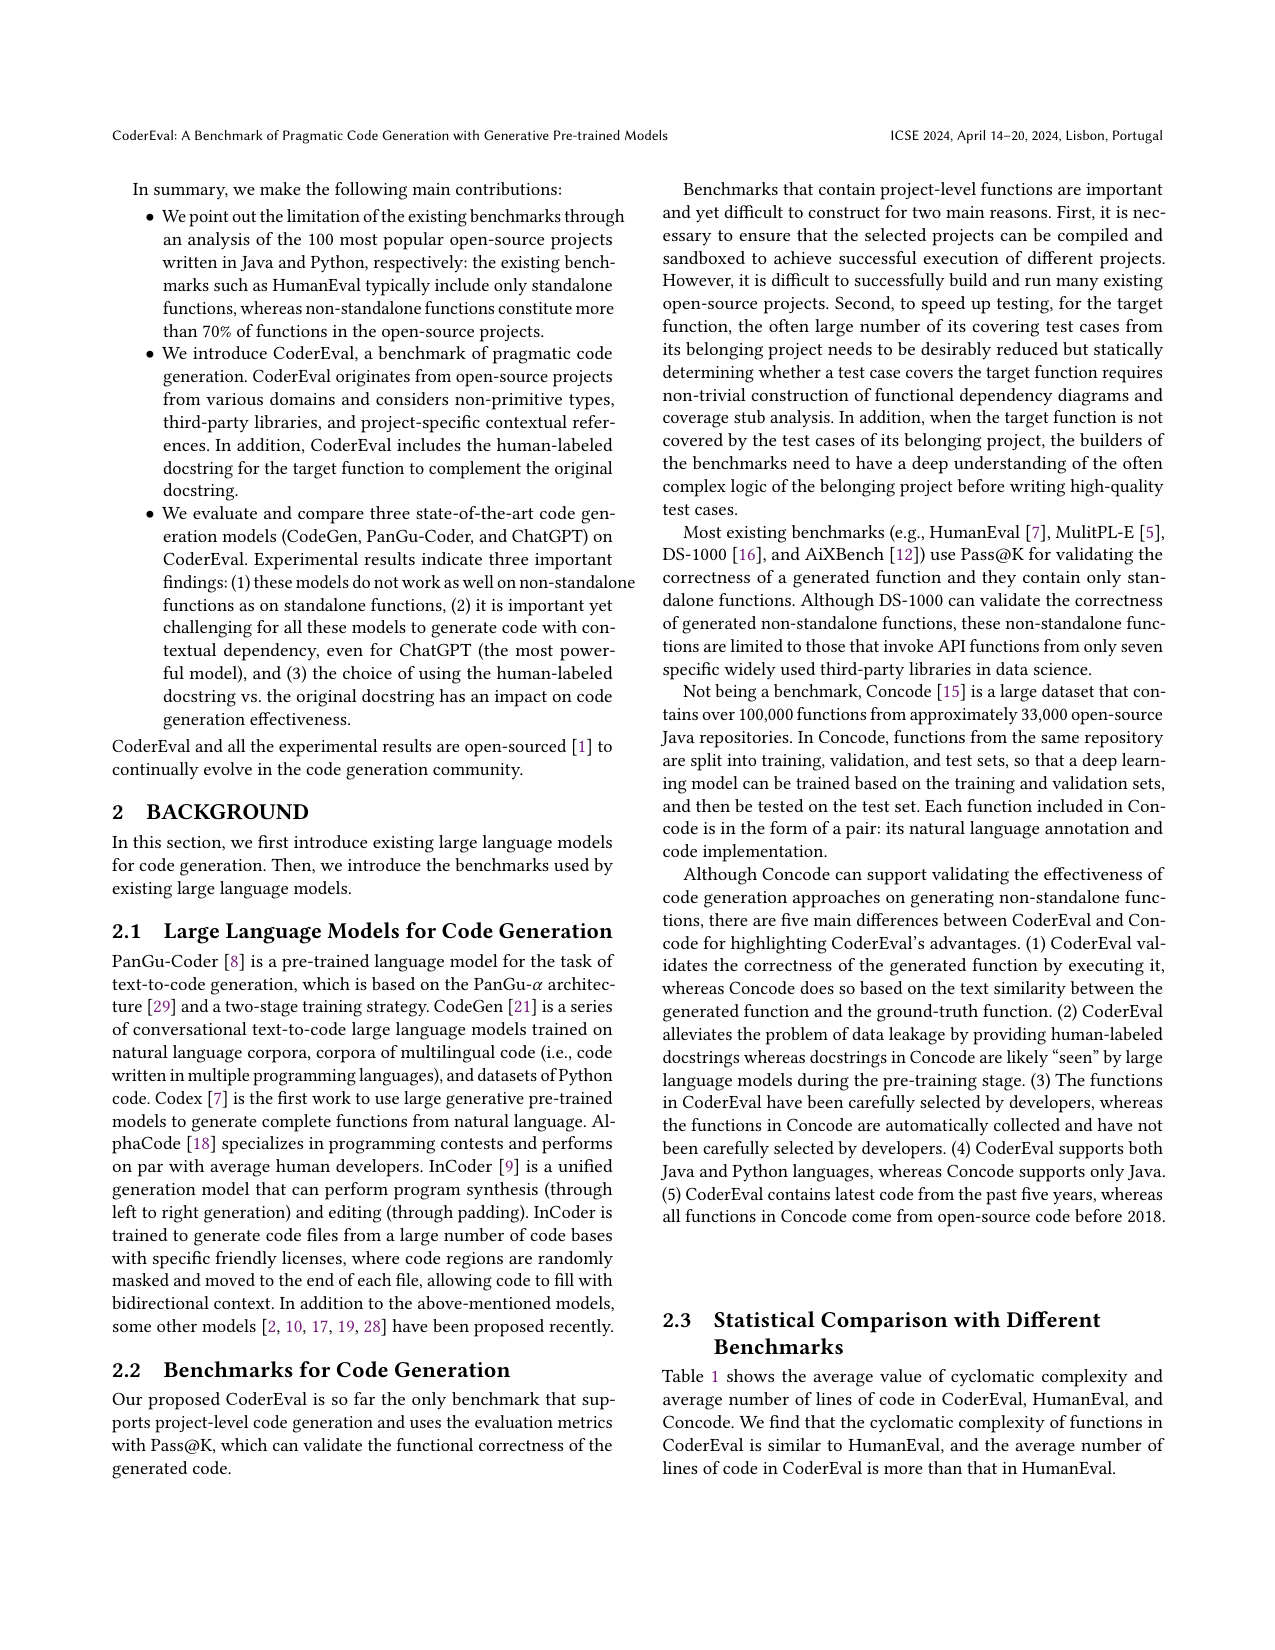 CoderEval: A Benchmark of Pragmatic Code Generation with Generative Pre-trained Models
ICSE 2024, April 14–20, 2024, Lisbon, Portugal
In summary, we make the following main contributions:
• We point out the limitation of the existing benchmarks through
an analysis of the 100 most popular open-source projects
written in Java and Python, respectively: the existing bench-
marks such as HumanEval typically include only standalone
functions, whereas non-standalone functions constitute more
than 70% of functions in the open-source projects.
• We introduce CoderEval, a benchmark of pragmatic code
generation. CoderEval originates from open-source projects
from various domains and considers non-primitive types,
third-party libraries, and project-specific contextual refer-
ences. In addition, CoderEval includes the human-labeled
docstring for the target function to complement the original
docstring.
• We evaluate and compare three state-of-the-art code gen-
eration models (CodeGen, PanGu-Coder, and ChatGPT) on
CoderEval. Experimental results indicate three important
findings: (1) these models do not work as well on non-standalone
functions as on standalone functions, (2) it is important yet
challenging for all these models to generate code with con-
textual dependency, even for ChatGPT (the most power-
ful model), and (3) the choice of using the human-labeled
docstring vs. the original docstring has an impact on code
generation effectiveness.
CoderEval and all the experimental results are open-sourced [1] to
continually evolve in the code generation community.
2 BACKGROUND
In this section, we first introduce existing large language models
for code generation. Then, we introduce the benchmarks used by
existing large language models.
2.1 Large Language Models for Code Generation
PanGu-Coder [8] is a pre-trained language model for the task of
text-to-code generation, which is based on the PanGu-α architec-
ture [29] and a two-stage training strategy. CodeGen [21] is a series
of conversational text-to-code large language models trained on
natural language corpora, corpora of multilingual code (i.e., code
written in multiple programming languages), and datasets of Python
code. Codex [7] is the first work to use large generative pre-trained
models to generate complete functions from natural language. Al-
phaCode [18] specializes in programming contests and performs
on par with average human developers. InCoder [9] is a unified
generation model that can perform program synthesis (through
left to right generation) and editing (through padding). InCoder is
trained to generate code files from a large number of code bases
with specific friendly licenses, where code regions are randomly
masked and moved to the end of each file, allowing code to fill with
bidirectional context. In addition to the above-mentioned models,
some other models [2, 10, 17, 19, 28] have been proposed recently.
2.2 Benchmarks for Code Generation
Our proposed CoderEval is so far the only benchmark that sup-
ports project-level code generation and uses the evaluation metrics
with Pass@K, which can validate the functional correctness of the
generated code.
Benchmarks that contain project-level functions are important
and yet difficult to construct for two main reasons. First, it is nec-
essary to ensure that the selected projects can be compiled and
sandboxed to achieve successful execution of different projects.
However, it is difficult to successfully build and run many existing
open-source projects. Second, to speed up testing, for the target
function, the often large number of its covering test cases from
its belonging project needs to be desirably reduced but statically
determining whether a test case covers the target function requires
non-trivial construction of functional dependency diagrams and
coverage stub analysis. In addition, when the target function is not
covered by the test cases of its belonging project, the builders of
the benchmarks need to have a deep understanding of the often
complex logic of the belonging project before writing high-quality
test cases.
Most existing benchmarks (e.g., HumanEval [7], MulitPL-E [5],
DS-1000 [16], and AiXBench [12]) use Pass@K for validating the
correctness of a generated function and they contain only stan-
dalone functions. Although DS-1000 can validate the correctness
of generated non-standalone functions, these non-standalone func-
tions are limited to those that invoke API functions from only seven
specific widely used third-party libraries in data science.
Not being a benchmark, Concode [15] is a large dataset that con-
tains over 100,000 functions from approximately 33,000 open-source
Java repositories. In Concode, functions from the same repository
are split into training, validation, and test sets, so that a deep learn-
ing model can be trained based on the training and validation sets,
and then be tested on the test set. Each function included in Con-
code is in the form of a pair: its natural language annotation and
code implementation.
Although Concode can support validating the effectiveness of
code generation approaches on generating non-standalone func-
tions, there are five main differences between CoderEval and Con-
code for highlighting CoderEval's advantages. (1) CoderEval val-
idates the correctness of the generated function by executing it,
whereas Concode does so based on the text similarity between the
generated function and the ground-truth function. (2) CoderEval
alleviates the problem of data leakage by providing human-labeled
docstrings whereas docstrings in Concode are likely “seen” by large
language models during the pre-training stage. (3) The functions
in CoderEval have been carefully selected by developers, whereas
the functions in Concode are automatically collected and have not
been carefully selected by developers. (4) CoderEval supports both
Java and Python languages, whereas Concode supports only Java.
(5) CoderEval contains latest code from the past five years, whereas
all functions in Concode come from open-source code before 2018.
2.3 Statistical Comparison with Different
Benchmarks
Table 1 shows the average value of cyclomatic complexity and
average number of lines of code in CoderEval, HumanEval, and
Concode. We find that the cyclomatic complexity of functions in
CoderEval is similar to HumanEval, and the average number of
lines of code in CoderEval is more than that in HumanEval.